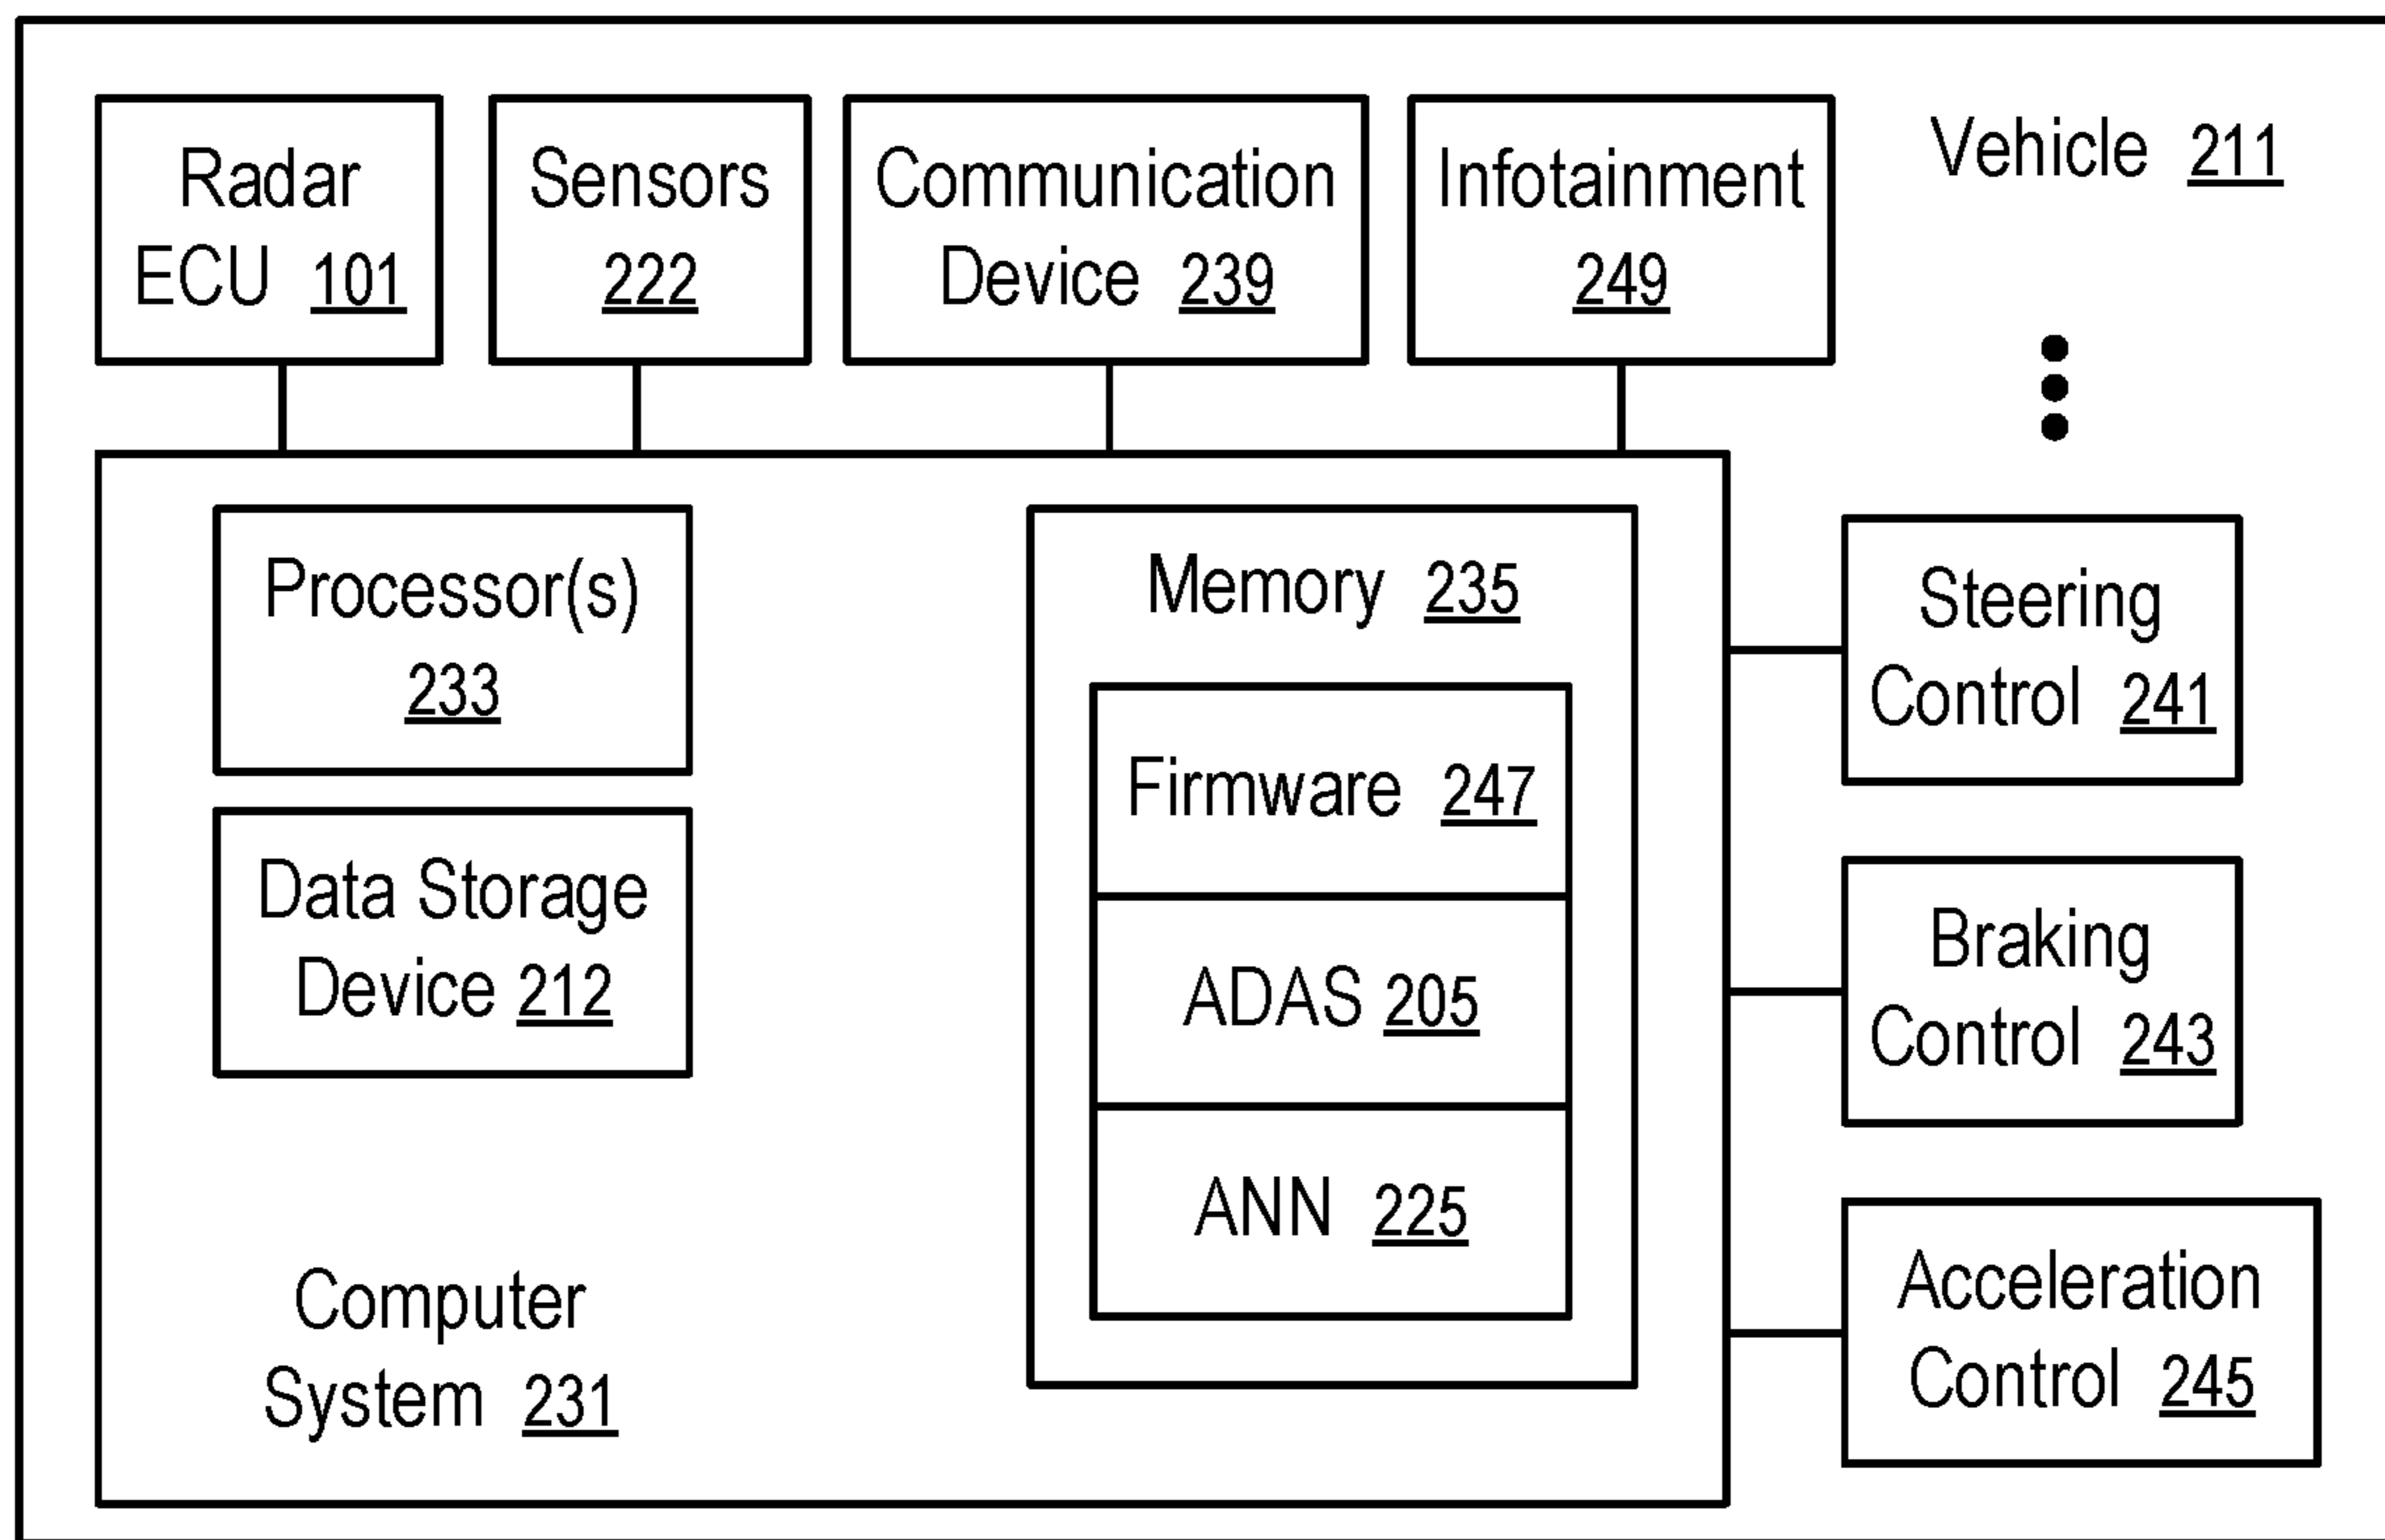 Radar
ECU 101
Sensors
222
Communication
Device 239
Infotainment
249
Vehicle 211
Processor(s)
233
Data Storage
Device 212
Computer
System 231
Memory 235
Firmware 247
ADAS 205
ANN 225
Steering
Control 241
Braking
Control 243
Acceleration
Control 245